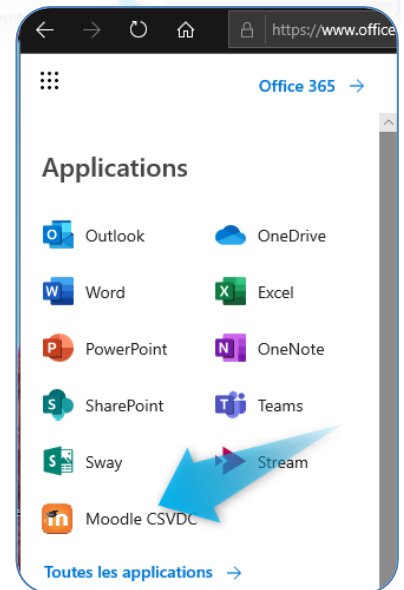 https://www.office
Office 365
Applications
Outlook OneDrive
Word Excel
PowerPoint OneNote
SharePoint Teams
Sway Stream
Moodle CSVDC
Toutes les applications